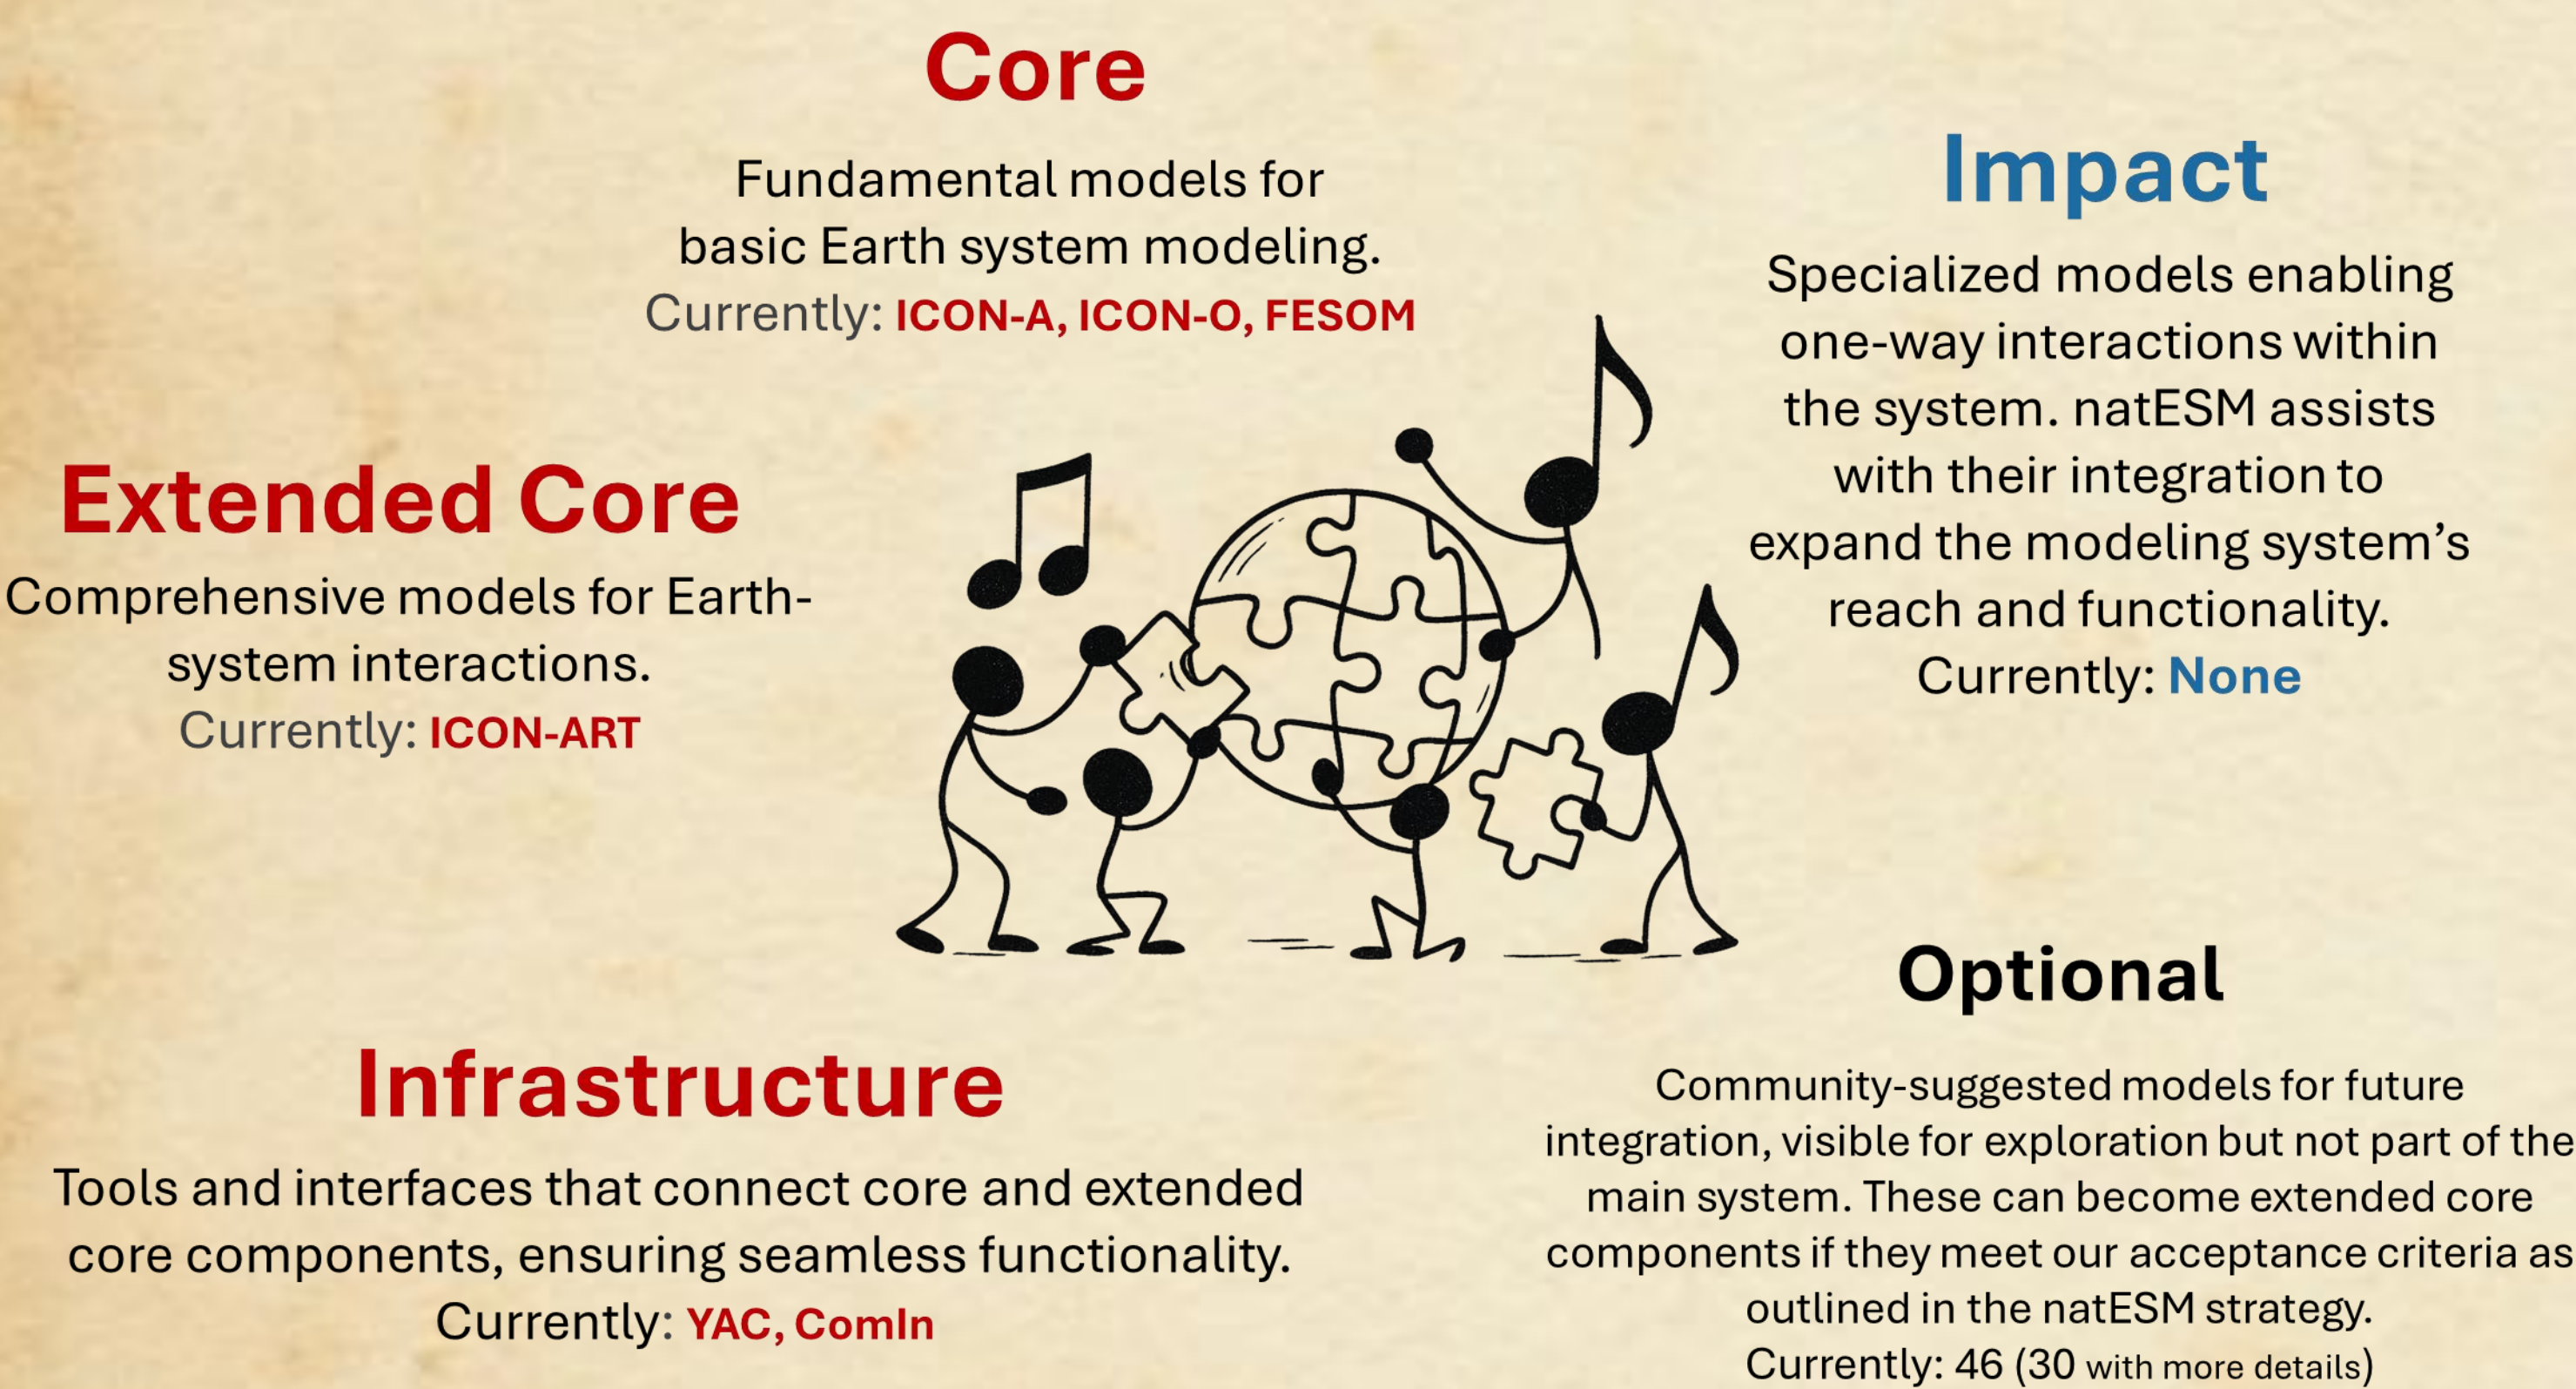 Core
Fundamental models for
basic Earth system modeling.
Currently: ICON-A, ICON-O, FESOM
Impact
Specialized models enabling
one-way interactions within
the system. natESM assists
with their integration to
expand the modeling system’s
reach and functionality.
Currently: None
Extended Core
Comprehensive models for Earth-
system interactions.
Currently: ICON-ART
Infrastructure
Tools and interfaces that connect core and extended
core components, ensuring seamless functionality.
Currently: YAC, ComIn
Optional
Community-suggested models for future
integration, visible for exploration but not part of the
main system. These can become extended core
components if they meet our acceptance criteria as
outlined in the natESM strategy.
Currently: 46 (30 with more details)